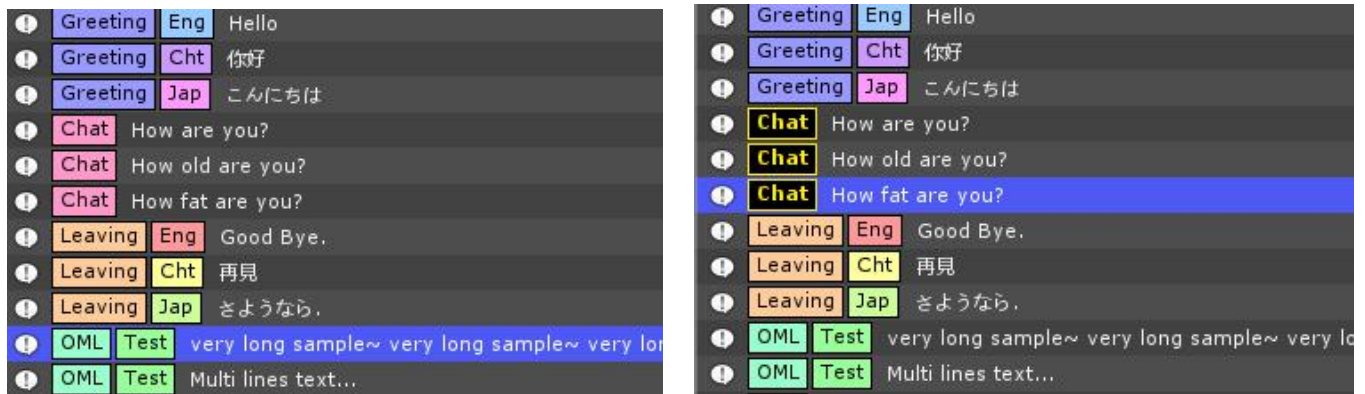 Greeting Eng Hello
Greeting Cht 你好
Greeting Jap こんにちは
Chat How are you?
Chat How old are you?
Chat How fat are you?
Leaving Eng Good Bye.
Leaving Cht 再見
Leaving Jap さようなら.
OML Test very long sample~ very long sample~ very lor
OML Test Multi lines text...
Greeting Eng Hello
Greeting Cht 你好
Greeting Jap こんにちは
Chat How are you?
Chat How old are you?
Chat How fat are you?
Leaving Eng Good Bye.
Leaving Cht 再見
Leaving Jap さようなら.
OML Test very long sample~ very long sample~ very lo
OML Test Multi lines text...